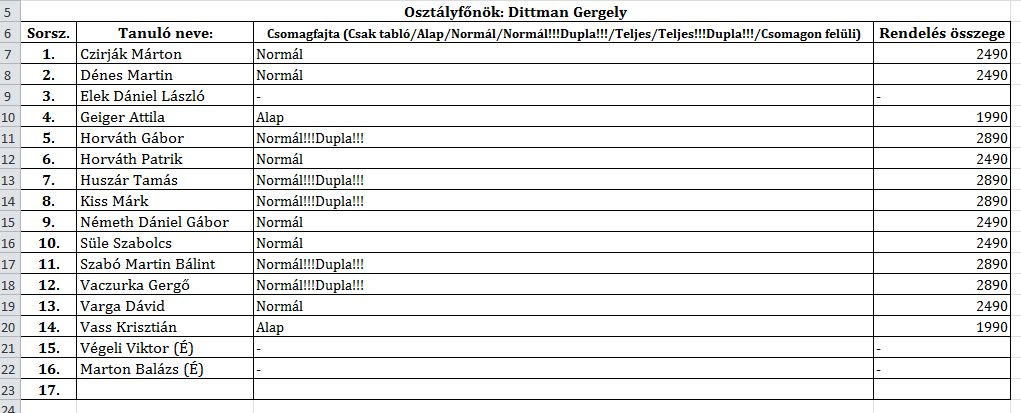 5 Osztályfőnök: Dittman Gergely
6 Sorsz. Tanuló neve: Csomagfajta (Csak tabló/Alap/Normál/Normál!!!Dupla!!!/Teljes/Teljes!!!Dupla!!!/Csomagon felüli) Rendelés összege
7 1. Czirják Márton Normál 2490
8 2. Dénes Martin Normál 2490
9 3. Elek Dániel László - -
10 4. Geiger Attila Alap 1990
11 5. Horváth Gábor Normál!!!Dupla!!! 2890
12 6. Horváth Patrik Normál 2490
13 7. Huszár Tamás Normál!!!Dupla!!! 2890
14 8. Kiss Márk Normál!!!Dupla!!! 2890
15 9. Németh Dániel Gábor Normál 2490
16 10. Süle Szabolcs Normál 2490
17 11. Szabó Martin Bálint Normál!!!Dupla!!! 2890
18 12. Vaczurka Gergő Normál!!!Dupla!!! 2890
19 13. Varga Dávid Normál 2490
20 14. Vass Krisztián Alap 1990
21 15. Végeli Viktor (É) - -
22 16. Marton Balázs (É) - -
23 17.
24